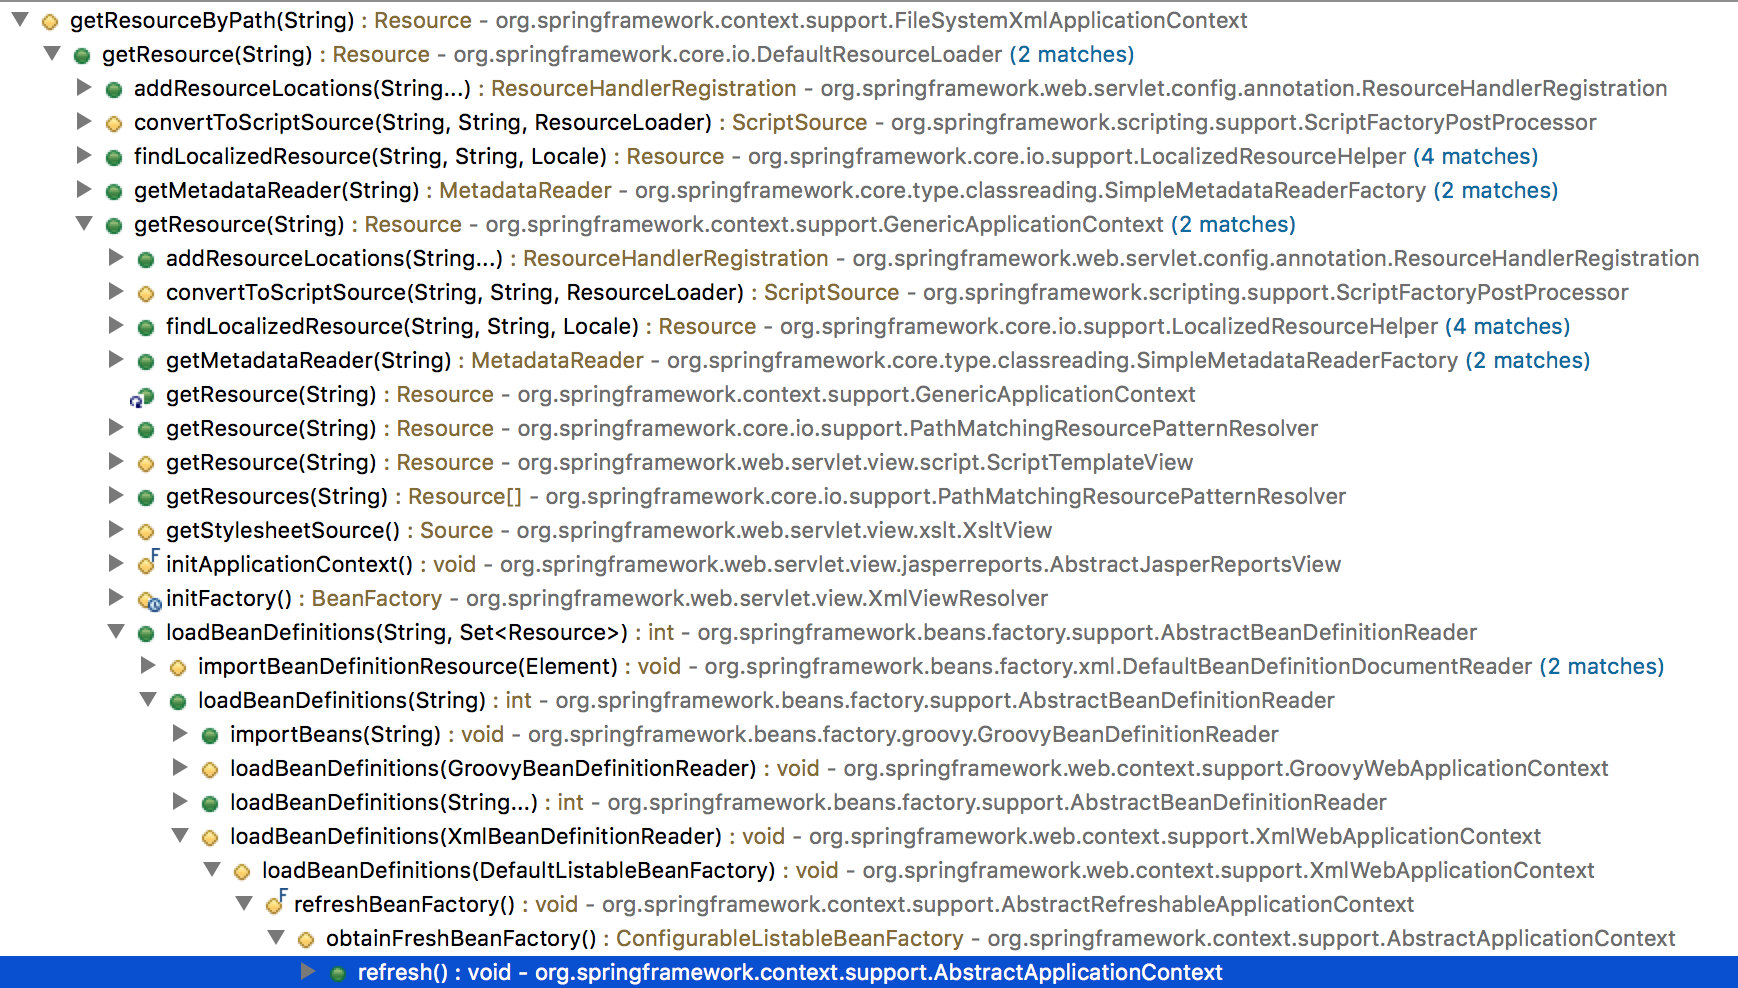 getResourceByPath(String) : Resource - org.springframework.context.support.FileSystemXmlApplicationContext
getResource(String) : Resource - org.springframework.core.io.DefaultResourceLoader (2 matches)
addResourceLocations(String...) : ResourceHandlerRegistration - org.springframework.web.servlet.config.annotation.ResourceHandlerRegistration
convertToScriptSource(String, String, ResourceLoader) : ScriptSource - org.springframework.scripting.support.ScriptFactoryPostProcessor
findLocalizedResource(String, String, Locale) : Resource - org.springframework.core.io.support.LocalizedResourceHelper (4 matches)
getMetadataReader(String) : MetadataReader - org.springframework.core.type.classreading.SimpleMetadataReaderFactory (2 matches)
getResource(String) : Resource - org.springframework.context.support.GenericApplicationContext (2 matches)
addResourceLocations(String...) : ResourceHandlerRegistration - org.springframework.web.servlet.config.annotation.ResourceHandlerRegistration
convertToScriptSource(String, String, ResourceLoader) : ScriptSource - org.springframework.scripting.support.ScriptFactoryPostProcessor
findLocalizedResource(String, String, Locale) : Resource - org.springframework.core.io.support.LocalizedResourceHelper (4 matches)
getMetadataReader(String) : MetadataReader - org.springframework.core.type.classreading.SimpleMetadataReaderFactory (2 matches)
getResource(String) : Resource - org.springframework.context.support.GenericApplicationContext
getResource(String) : Resource - org.springframework.core.io.support.PathMatchingResourcePatternResolver
getResource(String) : Resource - org.springframework.web.servlet.view.script.ScriptTemplateView
getResources(String) : Resource[] - org.springframework.core.io.support.PathMatchingResourcePatternResolver
getStylesheetSource() : Source - org.springframework.web.servlet.view.xslt.XsltView
F initApplicationContext() : void - org.springframework.web.servlet.view.jasperreports.AbstractJasperReportsView
initFactory() : BeanFactory - org.springframework.web.servlet.view.XmlViewResolver
loadBeanDefinitions(String, Set<Resource>) : int - org.springframework.beans.factory.support.AbstractBeanDefinitionReader
importBeanDefinitionResource(Element) : void - org.springframework.beans.factory.xml.DefaultBeanDefinitionDocumentReader (2 matches)
loadBeanDefinitions(String) : int - org.springframework.beans.factory.support.AbstractBeanDefinitionReader
importBeans(String) : void - org.springframework.beans.factory.groovy.GroovyBeanDefinitionReader
loadBeanDefinitions(GroovyBeanDefinitionReader) : void - org.springframework.web.context.support.GroovyWebApplicationContext
loadBeanDefinitions(String...) : int - org.springframework.beans.factory.support.AbstractBeanDefinitionReader
loadBeanDefinitions(XmlBeanDefinitionReader) : void - org.springframework.web.context.support.XmlWebApplicationContext
loadBeanDefinitions(DefaultListableBeanFactory) : void - org.springframework.web.context.support.XmlWebApplicationContext
F refreshBeanFactory() : void - org.springframework.context.support.AbstractRefreshableApplicationContext
obtainFreshBeanFactory() : ConfigurableListableBeanFactory - org.springframework.context.support.AbstractApplicationContext
refresh() : void - org.springframework.context.support.AbstractApplicationContext